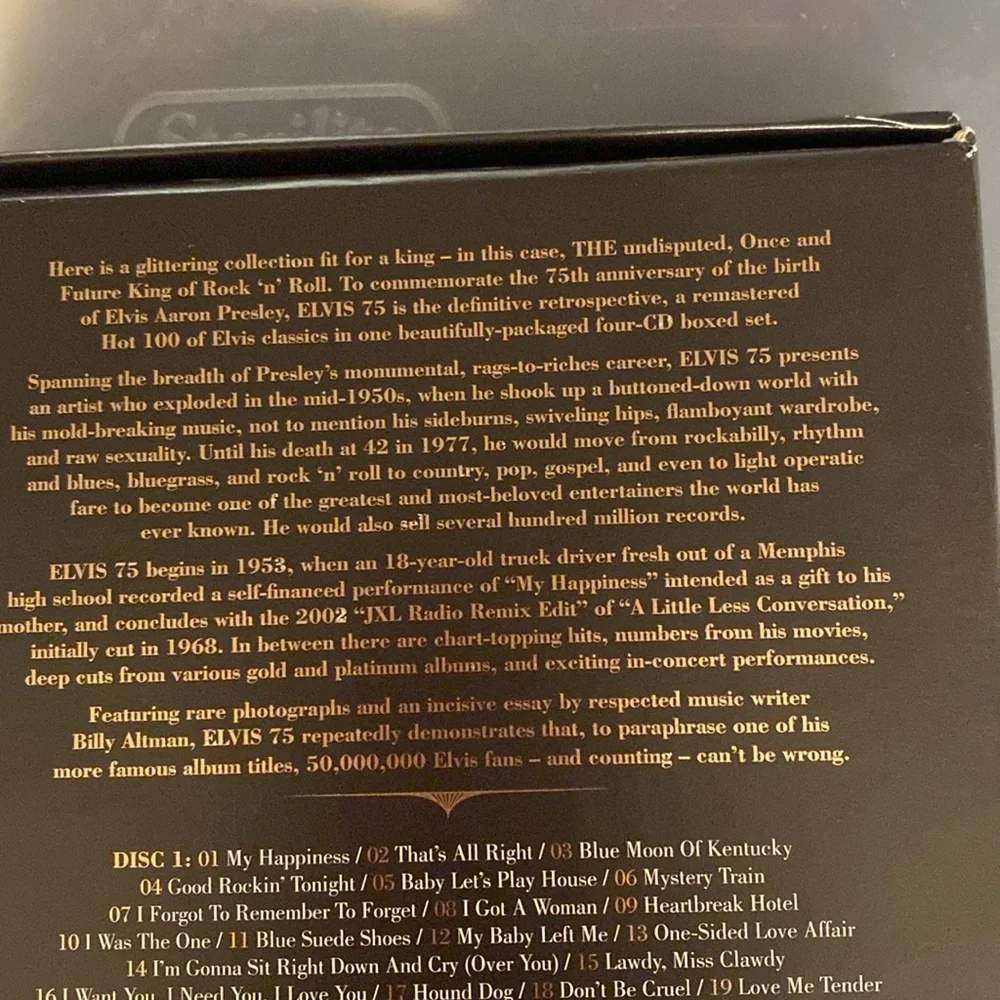 Sterilite
Here is a glittering collection fit for a king – in this case, THE undisputed, Once and
Future King of Rock ‘n’ Roll. To commemorate the 75th anniversary of the birth
of Elvis Aaron Presley, ELVIS 75 is the definitive retrospective, a remastered
Hot 100 of Elvis classics in one beautifully-packaged four-CD boxed set.
Spanning the breadth of Presley’s monumental, rags-to-riches career, ELVIS 75 presents
an artist who exploded in the mid-1950s, when he shook up a buttoned-down world with
his mold-breaking music, not to mention his sideburns, swiveling hips, flamboyant wardrobe,
and raw sexuality. Until his death at 42 in 1977, he would move from rockabilly, rhythm
and blues, bluegrass, and rock ‘n’ roll to country, pop, gospel, and even to light operatic
fare to become one of the greatest and most-beloved entertainers the world has
ever known. He would also sell several hundred million records.
ELVIS 75 begins in 1953, when an 18-year-old truck driver fresh out of a Memphis
high school recorded a self-financed performance of “My Happiness” intended as a gift to his
mother, and concludes with the 2002 “JXL Radio Remix Edit” of “A Little Less Conversation,”
initially cut in 1968. In between there are chart-topping hits, numbers from his movies,
deep cuts from various gold and platinum albums, and exciting in-concert performances.
Featuring rare photographs and an incisive essay by respected music writer
Billy Altman, ELVIS 75 repeatedly demonstrates that, to paraphrase one of his
more famous album titles, 50,000,000 Elvis fans – and counting – can’t be wrong.
DISC 1: 01 My Happiness / 02 That’s All Right / 03 Blue Moon Of Kentucky
04 Good Rockin’ Tonight / 05 Baby Let’s Play House / 06 Mystery Train
07 I Forgot To Remember To Forget / 08 I Got A Woman / 09 Heartbreak Hotel
10 I Was The One / 11 Blue Suede Shoes / 12 My Baby Left Me / 13 One-Sided Love Affair
14 I’m Gonna Sit Right Down And Cry (Over You) / 15 Lawdy, Miss Clawdy
16 I Want You, I Need You, I Love You / 17 Hound Dog / 18 Don’t Be Cruel / 19 Love Me Tender